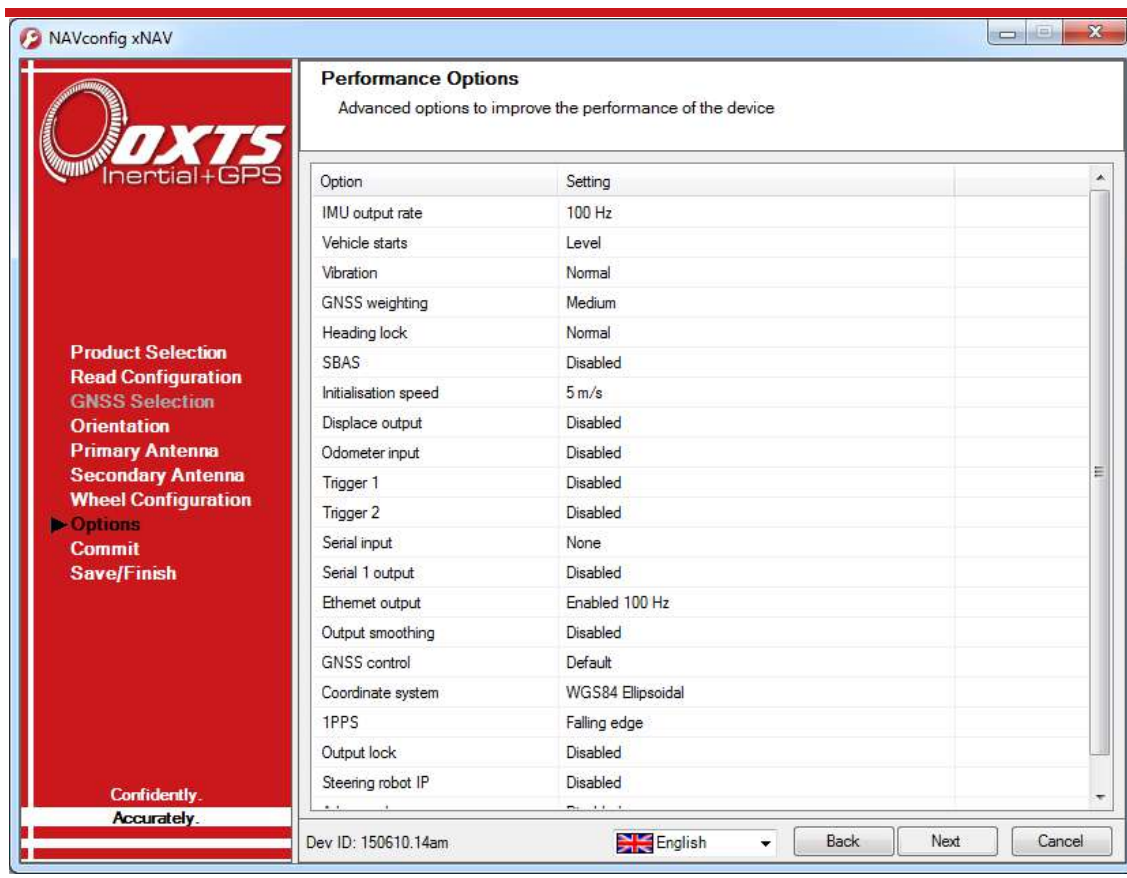 NAVconfig xNAV
OXTS
Inertial+GPS
Product Selection
Read Configuration
GNSS Selection
Orientation
Primary Antenna
Secondary Antenna
Wheel Configuration
Options
Commit
Save/Finish
Confidently.
Accurately.
Performance Options
Advanced options to improve the performance of the device
Option Setting
IMU output rate 100 Hz
Vehicle starts Level
Vibration Normal
GNSS weighting Medium
Heading lock Normal
SBAS Disabled
Initialisation speed 5 m/s
Displace output Disabled
Odometer input Disabled
Trigger 1 Disabled
Trigger 2 Disabled
Serial input None
Serial 1 output Disabled
Ethernet output Enabled 100 Hz
Output smoothing Disabled
GNSS control Default
Coordinate system WGS84 Ellipsoidal
1PPS Falling edge
Output lock Disabled
Steering robot IP Disabled
Dev ID: 150610.14am English Back Next Cancel